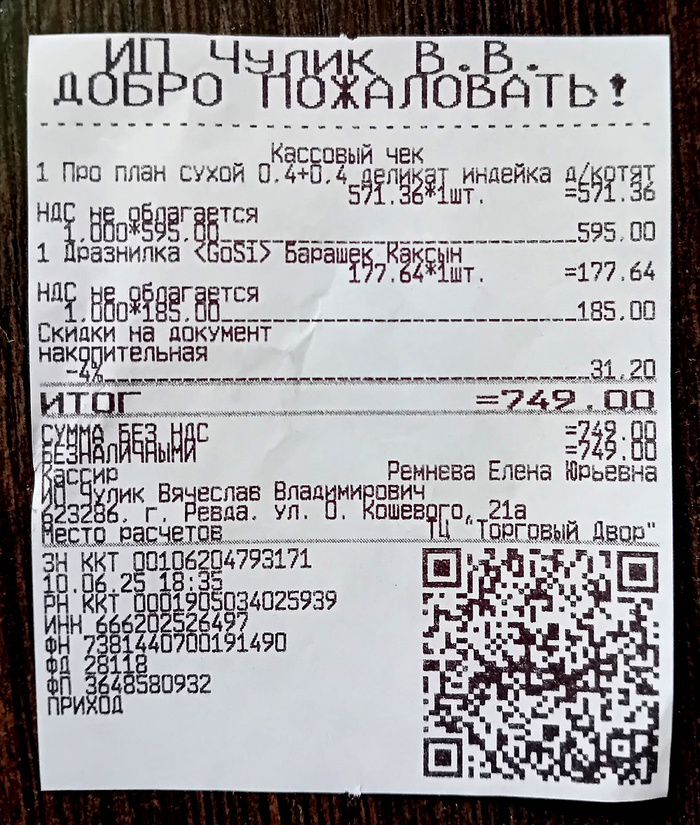 ИП Чулик В.В.
ДОБРО ПОЖАЛОВАТЬ!
Кассовый чек
1 Про план сухой 0.4+0.4 деликат индейка д/котят
571.36*1шт. =571.36
НДС не облагается
1.000*595.00 595.00
1 Дразнилка <GoSi> Барашек Каксын
177.64*1шт. =177.64
НДС не облагается
1.000*185.00 185.00
Скидки на документ
накопительная
-4% 31.20
ИТОГ =749.00
СУММА БЕЗ НДС =749.00
БЕЗНАЛИЧНЫМИ =749.00
Кассир Ремнева Елена Юрьевна
ИП Чулик Вячеслав Владимирович
623286, г. Ревда, ул. О. Кошевого, 21а
Место расчетов ТЦ "Торговый Двор"
ЗН ККТ 00106204793171
10.06.25 18:35
РН ККТ 0001905034025939
ИНН 666202526497
ФН 7381440700191490
ФД 28118
ФП 3648580932
ПРИХОД